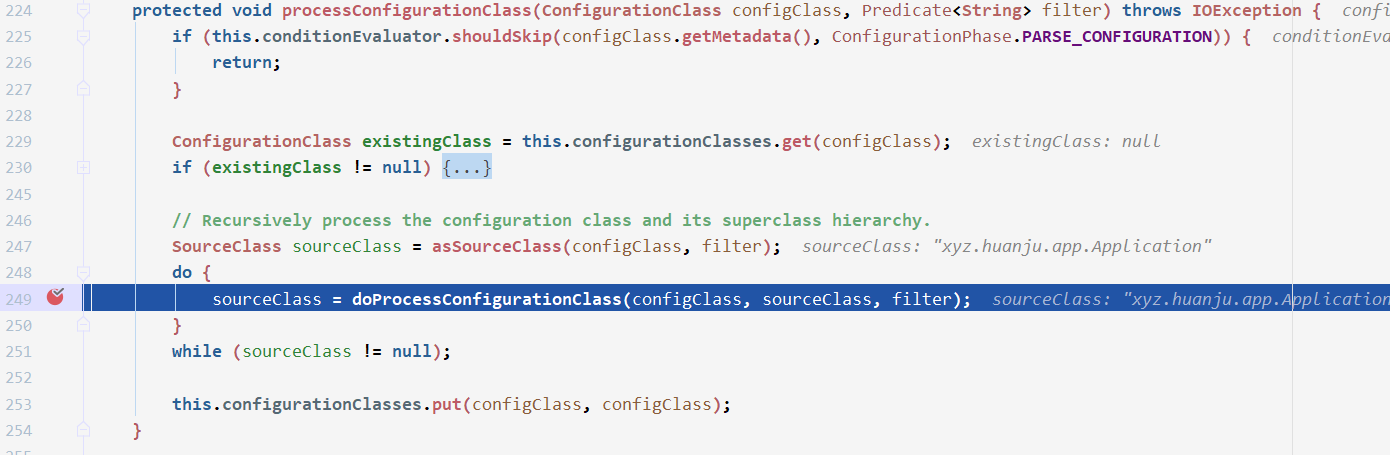 224 protected void processConfigurationClass(ConfigurationClass configClass, Predicate<String> filter) throws IOException {
225 if (this.conditionEvaluator.shouldSkip(configClass.getMetadata(), ConfigurationPhase.PARSE_CONFIGURATION)) {
226 return;
227 }
228
229 ConfigurationClass existingClass = this.configurationClasses.get(configClass); existingClass: null
230 if (existingClass != null) {...}
245
246 // Recursively process the configuration class and its superclass hierarchy.
247 SourceClass sourceClass = asSourceClass(configClass, filter); sourceClass: "xyz.huanju.app.Application"
248 do {
249 sourceClass = doProcessConfigurationClass(configClass, sourceClass, filter); sourceClass: "xyz.huanju.app.Application
250 }
251 while (sourceClass != null);
252
253 this.configurationClasses.put(configClass, configClass);
254 }